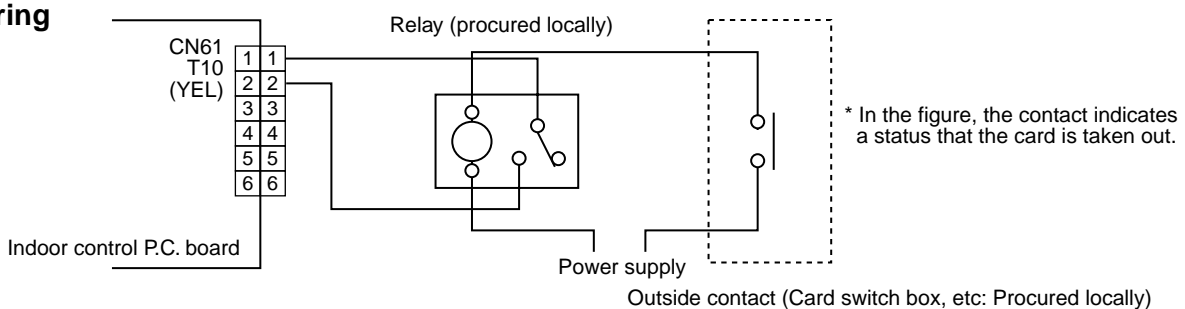 ring
Relay (procured locally)
CN61
T10
(YEL)
1 1
2 2
3 3
4 4
5 5
6 6
* In the figure, the contact indicates
a status that the card is taken out.
Indoor control P.C. board
Power supply
Outside contact (Card switch box, etc: Procured locally)